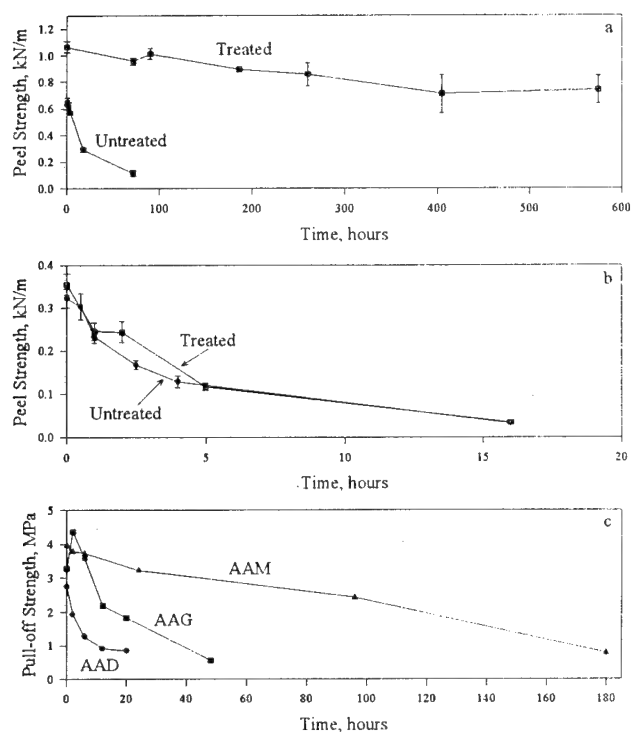 a
Peel Strength, kN/m
1.2
1.0
0.8
0.6
0.4
0.2
0.0
Treated
Untreated
0 100 200 300 400 500 600
Time, hours
b
Peel Strength, kN/m
0.4
0.3
0.2
0.1
0.0
Treated
Untreated
0 5 10 15 20
Time, hours
c
Pull-off Strength, MPa
5
4
3
2
1
0
AAM
AAG
AAD
0 20 40 60 80 100 120 140 160 180
Time, hours